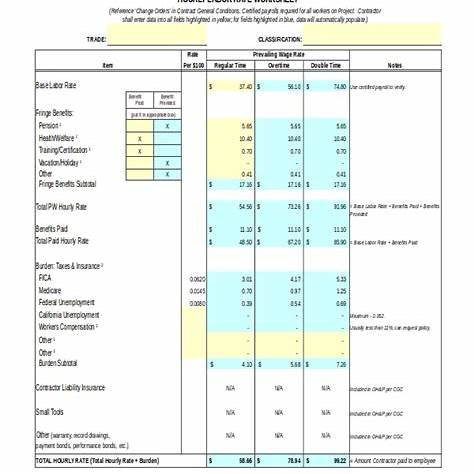 HOURLY LABOR RATE WORKSHEET
(Reference 'Change Orders' in Contract General Conditions. Certified payroll required for all workers on Project. Contractor
shall enter data into all fields highlighted in yellow; for fields highlighted in blue, data will automatically populate.)
TRADE: CLASSIFICATION:
Rate Prevailing Wage Rate
Item Per $100 Regular Time Overtime Double Time Notes
Base Labor Rate $ 37.40 $ 56.10 $ 74.80 Use certified payroll to verify.
Benefit Paid Benefit Provided
Fringe Benefits: (put X in appropriate box)
Pension X 5.65 5.65 5.65
Health/Welfare X 10.40 10.40 10.40
Training/Certification X 0.70 0.70 0.70
Vacation/Holiday X - - -
Other X 0.41 0.41 0.41
Fringe Benefits Subtotal $ 17.16 $ 17.16 $ 17.16
Total PW Hourly Rate $ 54.56 $ 73.26 $ 91.96 = Base Labor Rate + Benefits Paid + Benefits
Provided
Benefits Paid $ 11.10 $ 11.10 $ 11.10
Total Paid Hourly Rate $ 48.50 $ 67.20 $ 85.90 = Base Labor Rate + Benefits Paid
Burden: Taxes & Insurance
FICA 0.0620 3.01 4.17 5.33
Medicare 0.0145 0.70 0.97 1.25
Federal Unemployment 0.0080 0.39 0.54 0.69
California Unemployment - - - Maximum - 0.062.
Workers Compensation - - - Usually less than 11%; can request policy.
Other - - -
Other - - -
Burden Subtotal $ 4.10 $ 5.68 $ 7.26
Contractor Liability Insurance N/A N/A N/A Included in OH&P per CGC
Small Tools N/A N/A N/A Included in OH&P per CGC
Other (warranty, record drawings, N/A N/A N/A Included in OH&P per CGC
payment bonds, performance bonds, etc.)
TOTAL HOURLY RATE (Total Hourly Rate + Burden) $ 58.66 $ 78.94 $ 99.22 = Amount Contractor paid to employee